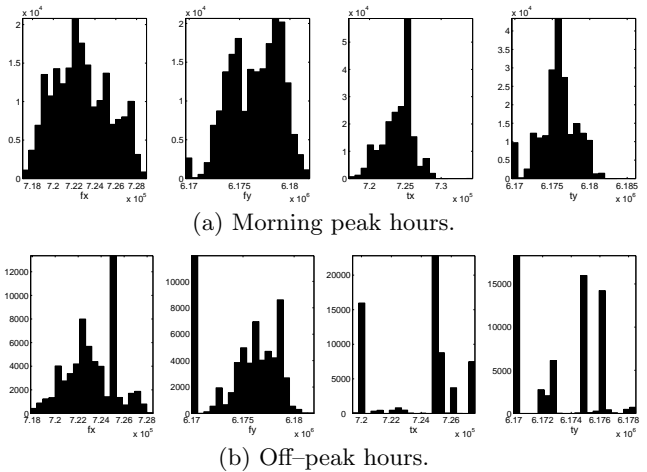 x 10^4
2
1.5
1
0.5
0
7.18 7.2 7.22 7.24 7.26 7.28
fx x 10^5
x 10^4
2
1.5
1
0.5
0
6.17 6.175 6.18
fy x 10^6
x 10^4
5
4
3
2
1
0
7.2 7.25 7.3
tx x 10^5
x 10^4
4
3
2
1
0
6.17 6.175 6.18 6.185
ty x 10^6
(a) Morning peak hours.
12000
10000
8000
6000
4000
2000
0
7.18 7.2 7.22 7.24 7.26 7.28
fx x 10^5
10000
8000
6000
4000
2000
0
6.17 6.175 6.18
fy x 10^6
20000
15000
10000
5000
0
7.2 7.22 7.24 7.26
tx x 10^5
15000
10000
5000
0
6.17 6.172 6.174 6.176 6.178
ty x 10^6
(b) Off–peak hours.